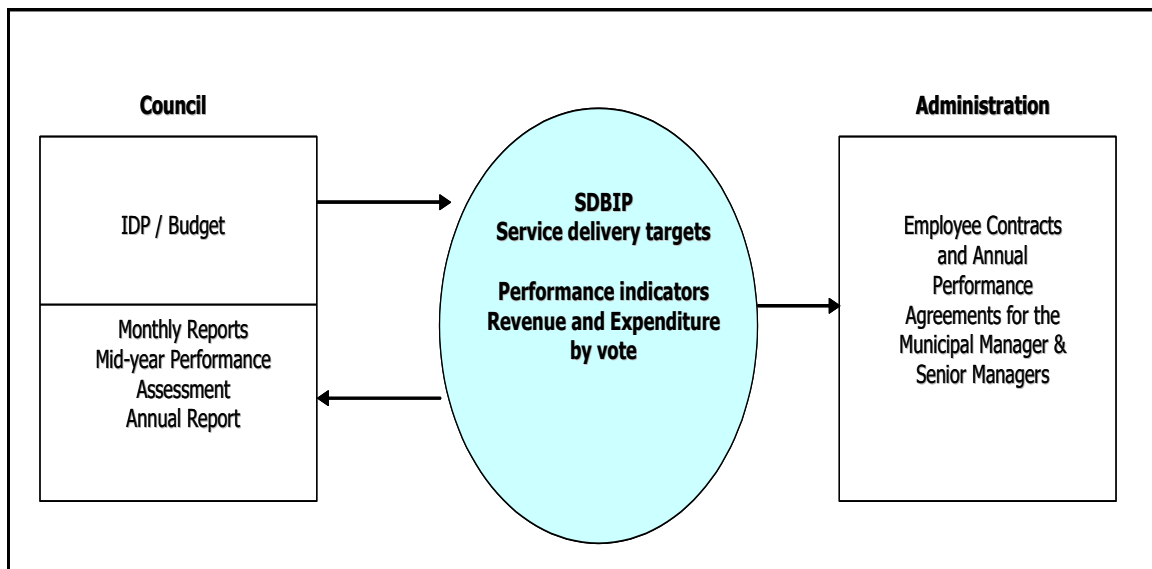 Council
IDP / Budget
Monthly Reports
Mid-year Performance
Assessment
Annual Report
SDBIP
Service delivery targets
Performance indicators
Revenue and Expenditure
by vote
Administration
Employee Contracts
and Annual
Performance
Agreements for the
Municipal Manager &
Senior Managers